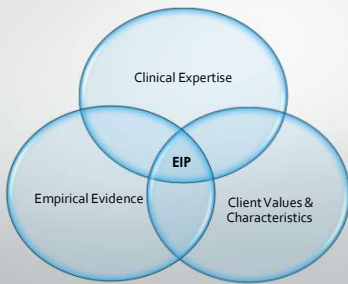 Clinical Expertise
EIP
Empirical Evidence
Client Values &
Characteristics